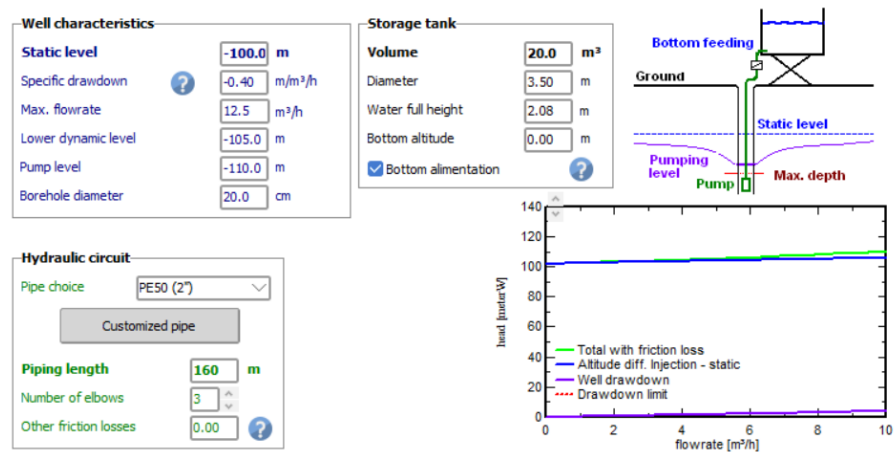 Well characteristics
Static level -100.0 m
Specific drawdown ? -0.40 m/m³/h
Max. flowrate 12.5 m³/h
Lower dynamic level -105.0 m
Pump level -110.0 m
Borehole diameter 20.0 cm
Storage tank
Volume 20.0 m³
Diameter 3.50 m
Water full height 2.08 m
Bottom altitude 0.00 m
Bottom alimentation ?
Bottom feeding
Ground
Static level
Pumping
level
Max. depth
Pump
Hydraulic circuit
Pipe choice PE50 (2")
Customized pipe
Piping length 160 m
Number of elbows 3
Other friction losses 0.00 ?
140
120
100
80
60
40
20
0
head [meterW]
Total with friction loss
Altitude diff. Injection - static
Well drawdown
Drawdown limit
0 2 4 6 8 10
flowrate [m³/h]